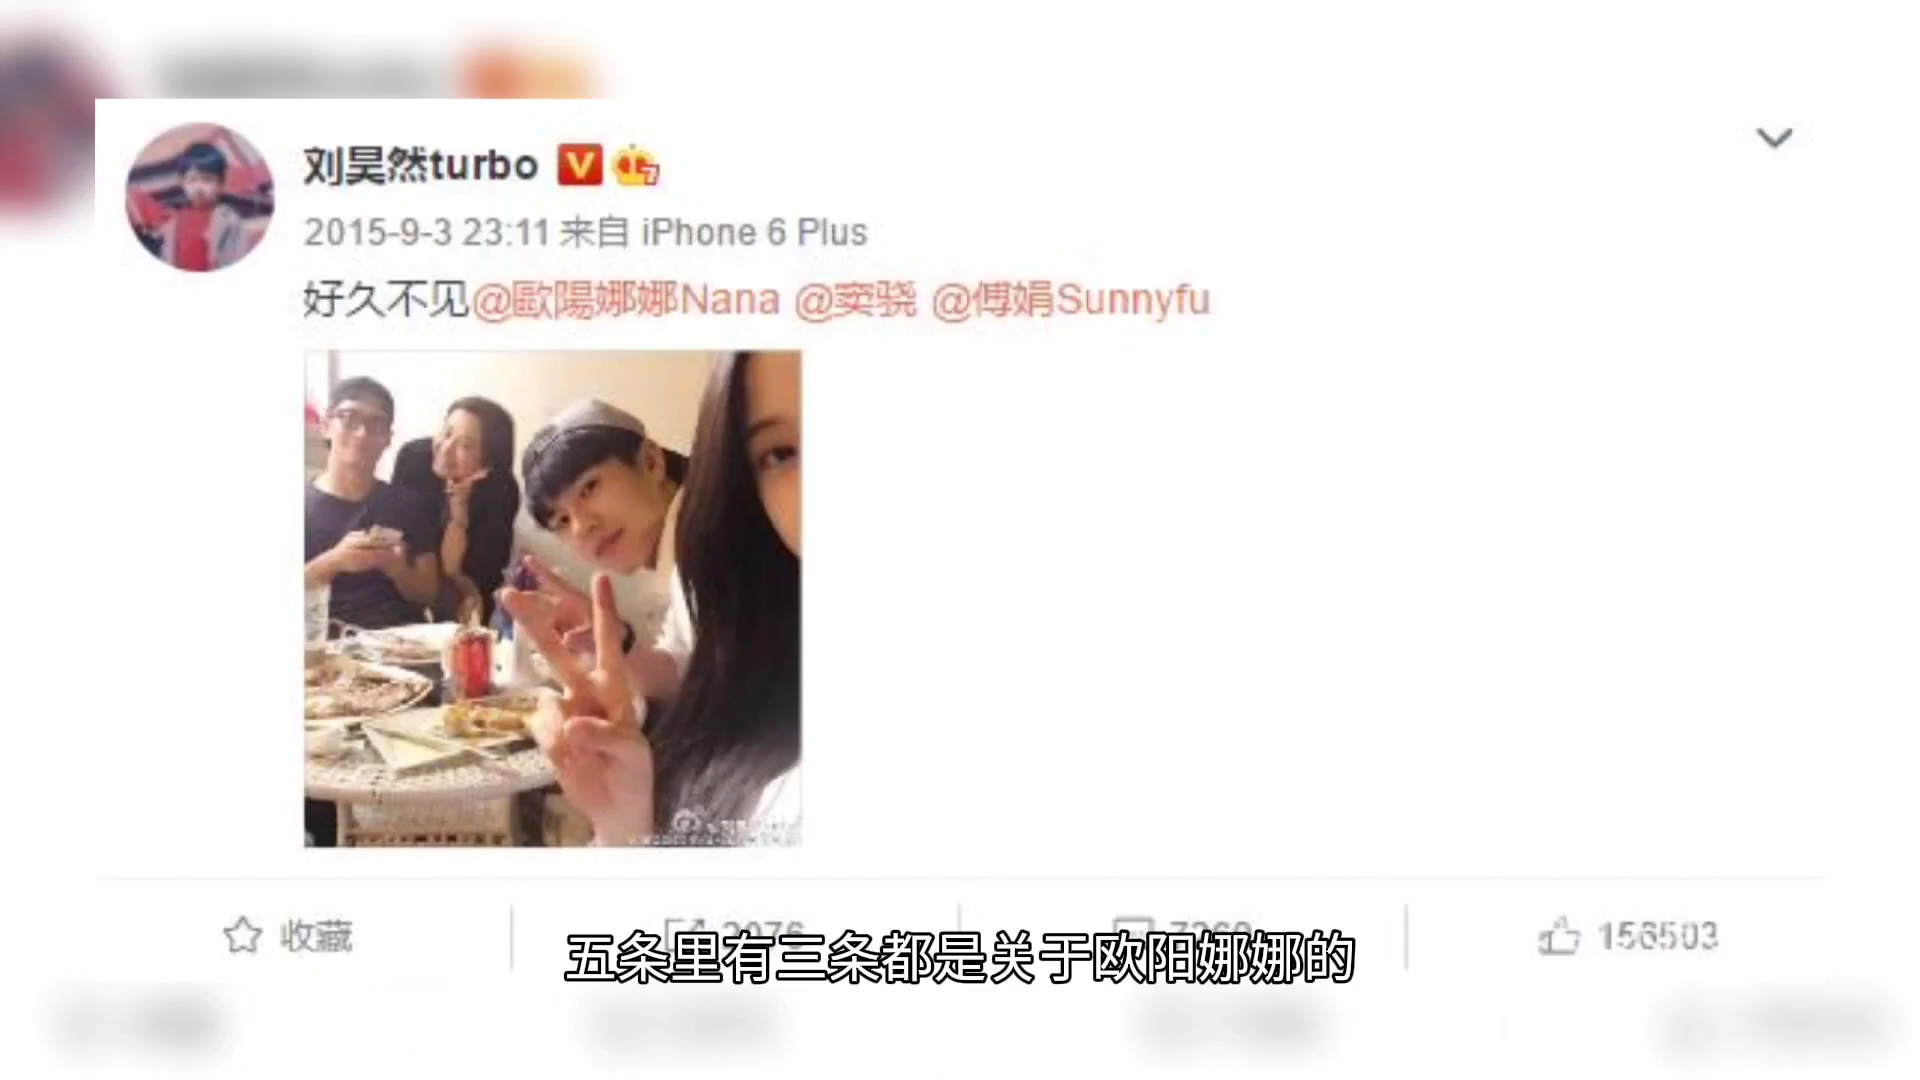 刘昊然turbo V 7
2015-9-3 23:11 来自 iPhone 6 Plus
好久不见@歐陽娜娜Nana @窦骁 @傅娟Sunnyfu
收藏
156503
五条里有三条都是关于欧阳娜娜的